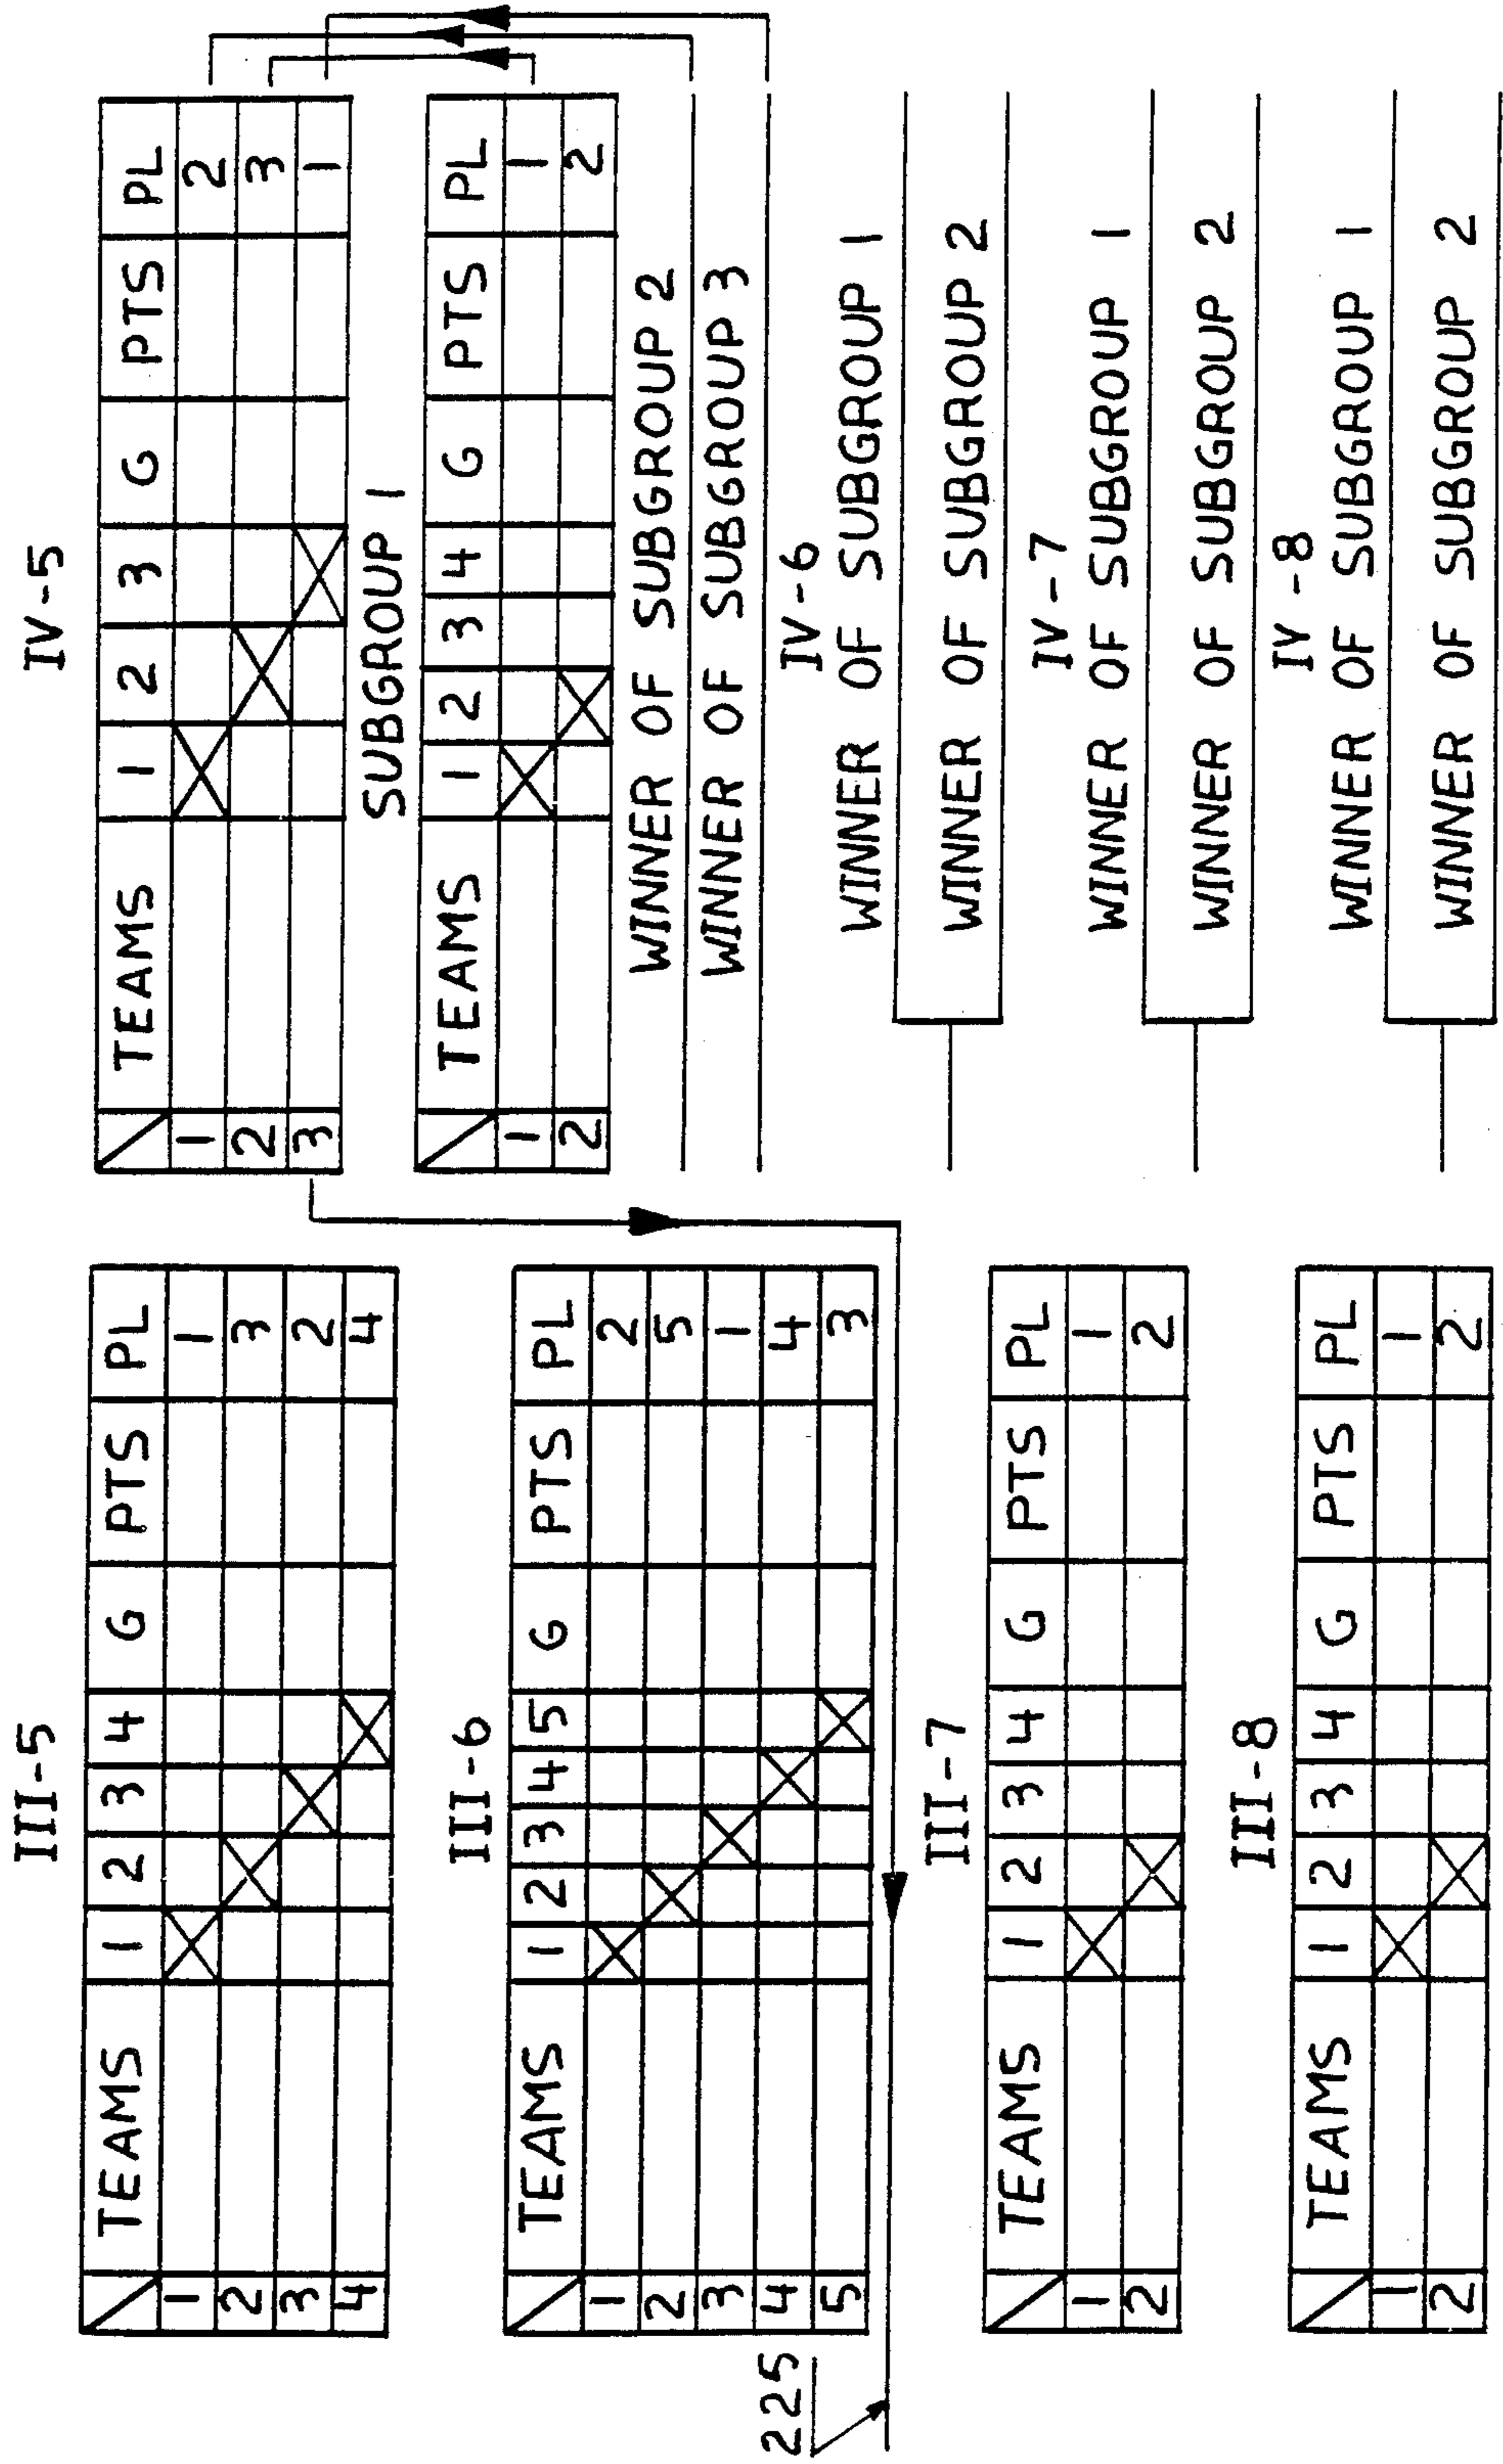 III-5
TEAMS 1 2 3 4 G PTS PL
1 1
2 3
3 2
4 4
III-6
TEAMS 1 2 3 4 5 G PTS PL
1 2
2 5
3 1
4 4
5 3
225
III-7
TEAMS 1 2 3 4 G PTS PL
1 1
2 2
III-8
TEAMS 1 2 3 4 G PTS PL
1 1
2 2
IV-5
TEAMS 1 2 3 G PTS PL
1 2
2 3
3 1
SUBGROUP 1
TEAMS 1 2 3 4 G PTS PL
1 1
2 2
WINNER OF SUBGROUP 2
WINNER OF SUBGROUP 3
IV-6
WINNER OF SUBGROUP 1
WINNER OF SUBGROUP 2
IV-7
WINNER OF SUBGROUP 1
WINNER OF SUBGROUP 2
IV-8
WINNER OF SUBGROUP 1
WINNER OF SUBGROUP 2